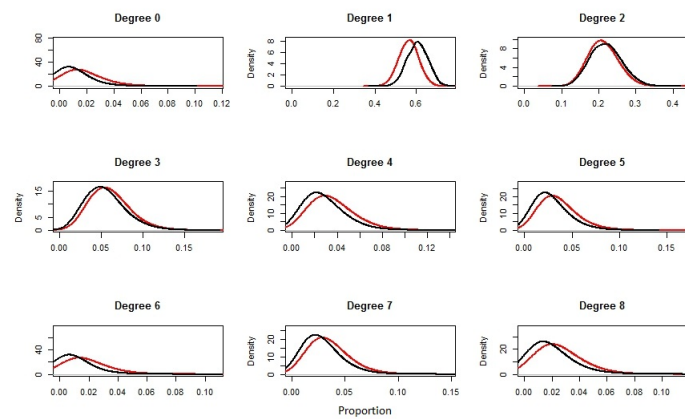 Degree 0
Degree 1
Degree 2
Density
0 40 80
0.00 0.02 0.04 0.06 0.08 0.10 0.12
Density
0 2 4 6 8
0.0 0.2 0.4 0.6
Density
0 4 8
0.0 0.1 0.2 0.3 0.4
Degree 3
Degree 4
Degree 5
Density
0 5 15
0.00 0.05 0.10 0.15
Density
0 10 20
0.00 0.04 0.08 0.12
Density
0 10 20
0.00 0.05 0.10 0.15
Degree 6
Degree 7
Degree 8
Density
0 40
0.00 0.02 0.04 0.06 0.08 0.10
Density
0 10 20
0.00 0.05 0.10 0.15
Density
0 20
0.00 0.02 0.04 0.06 0.08 0.10
Proportion